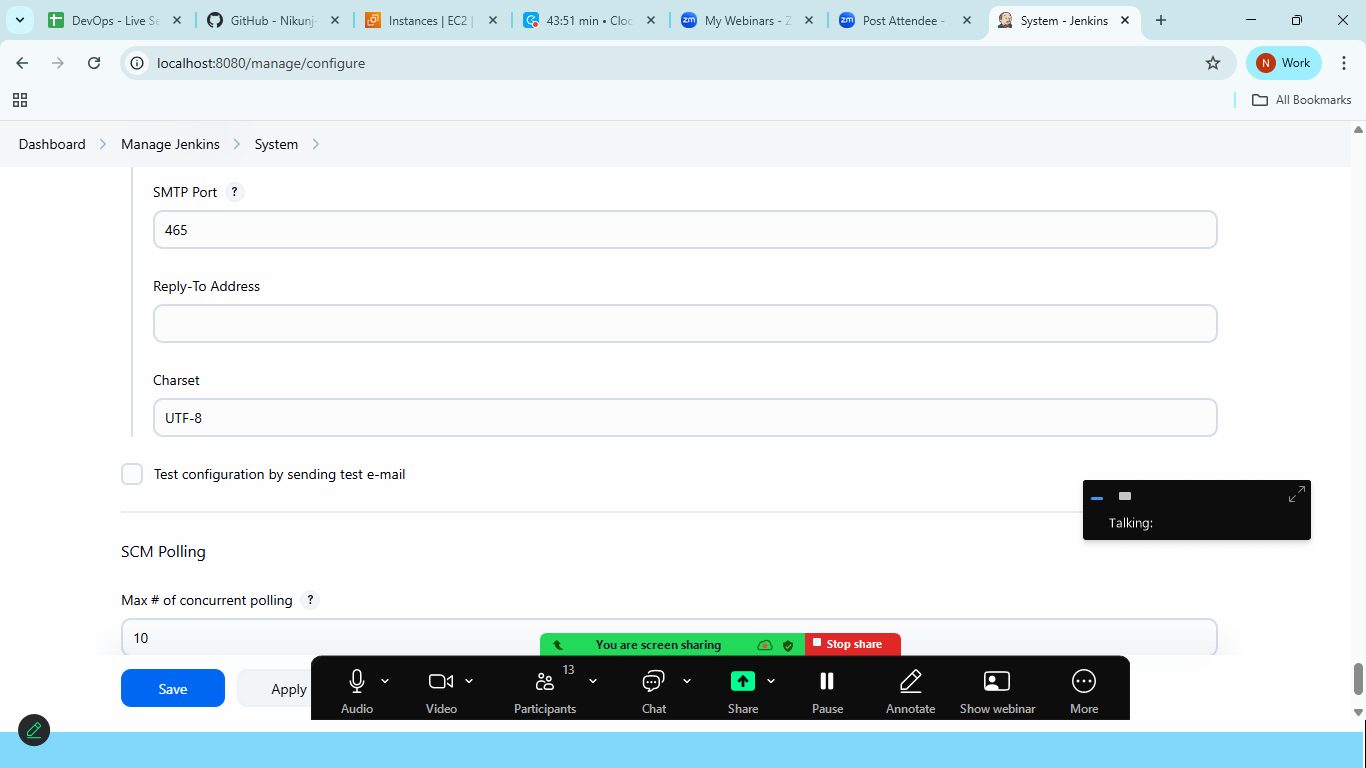 DevOps - Live Se
GitHub - Nikunj-
Instances | EC2 |
43:51 min • Cloc
zm My Webinars - Z
zm Post Attendee -
System - Jenkins
localhost:8080/manage/configure
N Work
All Bookmarks
Dashboard Manage Jenkins System
SMTP Port ?
465
Reply-To Address
Charset
UTF-8
Test configuration by sending test e-mail
Talking:
SCM Polling
Max # of concurrent polling ?
10
You are screen sharing Stop share
Save
Apply
13
Audio Video Participants Chat Share Pause Annotate Show webinar More